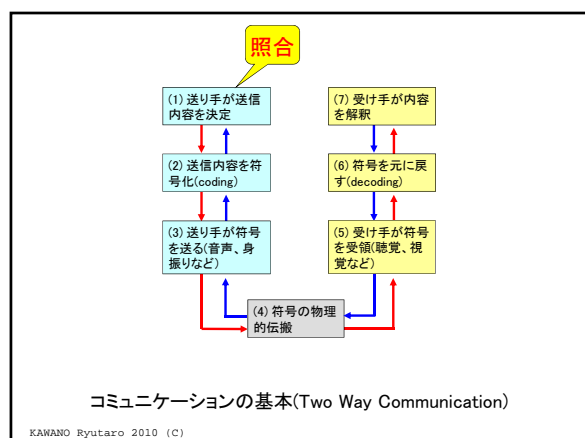 照合
(1) 送り手が送信
内容を決定
(7) 受け手が内容
を解釈
(2) 送信内容を符
号化(coding)
(6) 符号を元に戻
す(decoding)
(3) 送り手が符号
を送る(音声、身
振りなど)
(5) 受け手が符号
を受領(聴覚、視
覚など)
(4) 符号の物理
的伝搬
コミュニケーションの基本(Two Way Communication)
KAWANO Ryutaro 2010 (C)